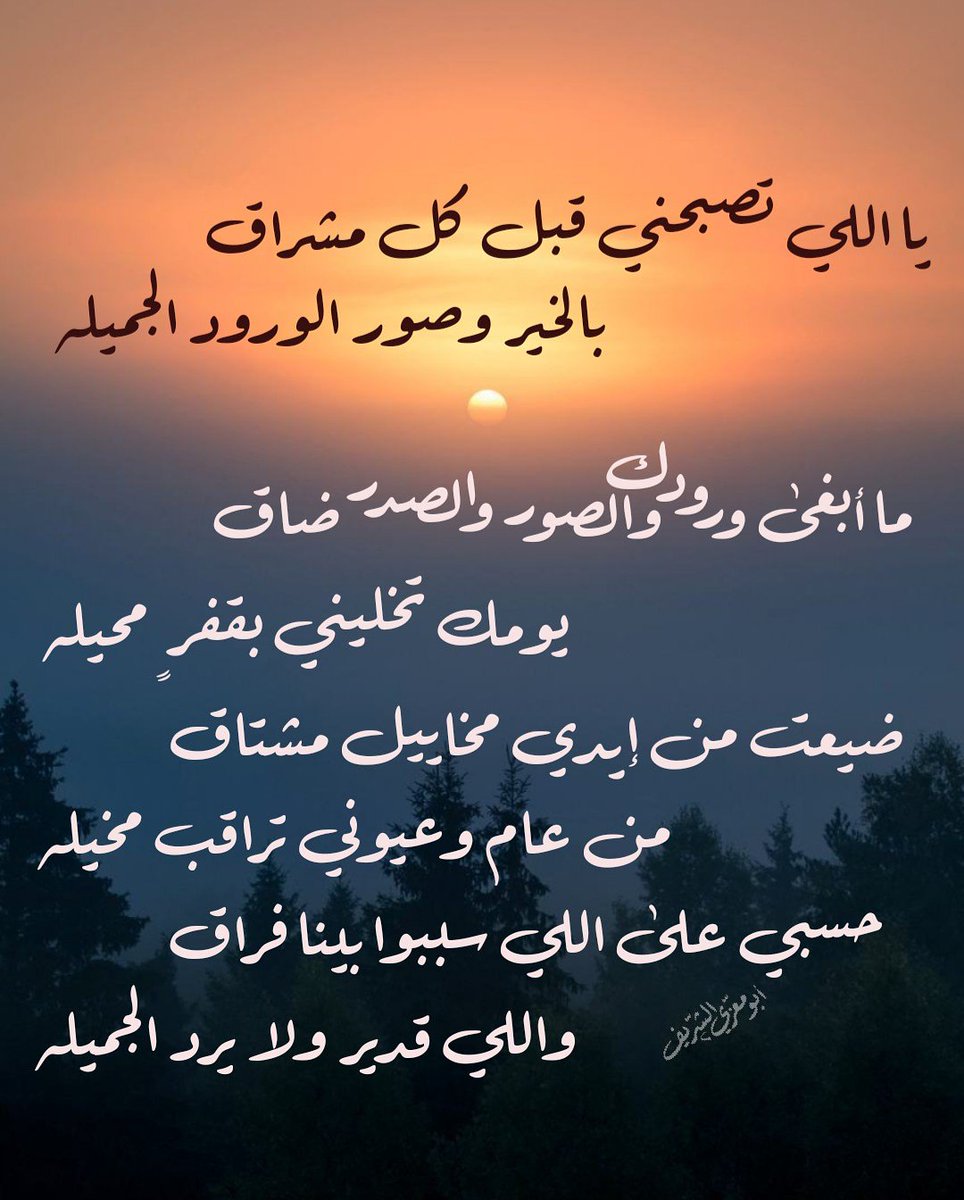 يا اللي تصبحني قبل كل مشراق
بالخير وصور الورود الجميله
ما أبغىٰ ورودك والصور والصدر ضاق
يومك تخليني بقفرٍ محيله
ضيعت من إيدي مخاييل مشتاق
من عام وعيوني تراقب مخيله
حسبي علىٰ اللي سببوا بينا فراق
واللي قدير ولا يرد الجميله
أبو معزي الشريف